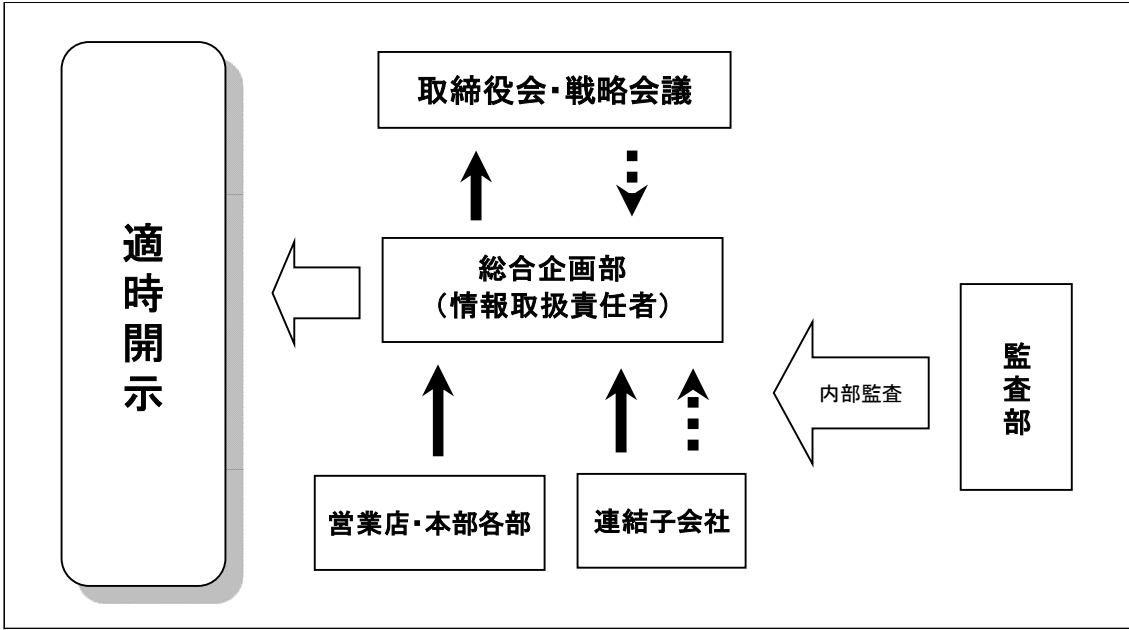 取締役会・戦略会議
適時開示
総合企画部
（情報取扱責任者）
内部監査
監査部
営業店・本部各部
連結子会社